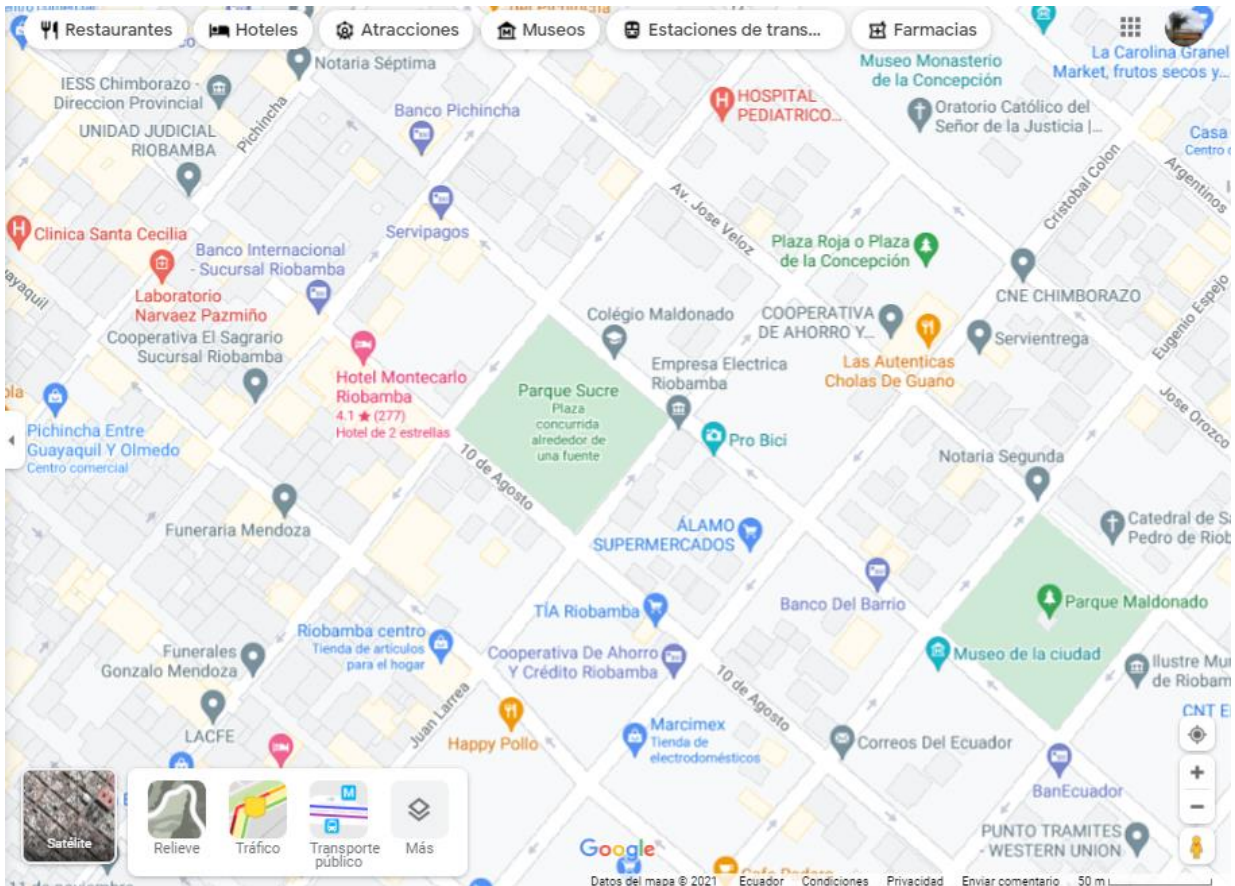 Restaurantes
Hoteles
Atracciones
Museos
Estaciones de trans...
Farmacias
Notaria Séptima
IESS Chimborazo -
Direccion Provincial
Pichincha
UNIDAD JUDICIAL
RIOBAMBA
Banco Pichincha
HOSPITAL
PEDIATRICO...
Museo Monasterio
de la Concepción
La Carolina Granel
Market, frutos secos y...
Oratorio Católico del
Señor de la Justicia |...
Casa
Centro
Cristobal Colon
Argentinos
Clinica Santa Cecilia
Banco Internacional
- Sucursal Riobamba
Servipagos
Av. Jose Veloz
Plaza Roja o Plaza
de la Concepción
CNE CHIMBORAZO
Eugenio Espejo
Laboratorio
Narvaez Pazmiño
Cooperativa El Sagrario
Sucursal Riobamba
Colégio Maldonado
COOPERATIVA
DE AHORRO Y...
Servientrega
Hotel Montecarlo
Riobamba
4.1 ★ (277)
Hotel de 2 estrellas
Parque Sucre
Plaza
concurrida
alrededor de
una fuente
Empresa Electrica
Riobamba
Las Autenticas
Cholas De Guano
Jose Orozco
Pichincha Entre
Guayaquil Y Olmedo
Centro comercial
10 de Agosto
Pro Bici
Notaria Segunda
Funeraria Mendoza
ÁLAMO
SUPERMERCADOS
Catedral de
Pedro de
TÍA Riobamba
Banco Del Barrio
Parque Maldonado
Riobamba centro
Tienda de artículos
para el hogar
Funerales
Gonzalo Mendoza
Cooperativa De Ahorro
Y Crédito Riobamba
Museo de la ciudad
Ilustre
de
Juan Larrea
10 de Agosto
LACFE
Happy Pollo
Marcimex
Tienda de
electrodomésticos
Correos Del Ecuador
CNT
BanEcuador
PUNTO TRAMITES
- WESTERN UNION
Satélite
Relieve
Tráfico
Transporte
público
Más
Google
Datos del mapa © 2021 Ecuador Condiciones Privacidad Enviar comentario 50 m